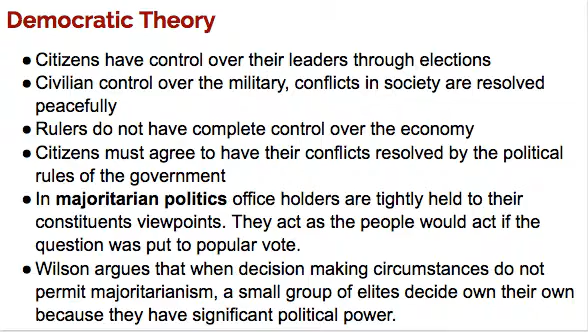 Democratic Theory
● Citizens have control over their leaders through elections
● Civilian control over the military, conflicts in society are resolved
peacefully
● Rulers do not have complete control over the economy
● Citizens must agree to have their conflicts resolved by the political
rules of the government
● In majoritarian politics office holders are tightly held to their
constituents viewpoints. They act as the people would act if the
question was put to popular vote.
● Wilson argues that when decision making circumstances do not
permit majoritarianism, a small group of elites decide own their own
because they have significant political power.